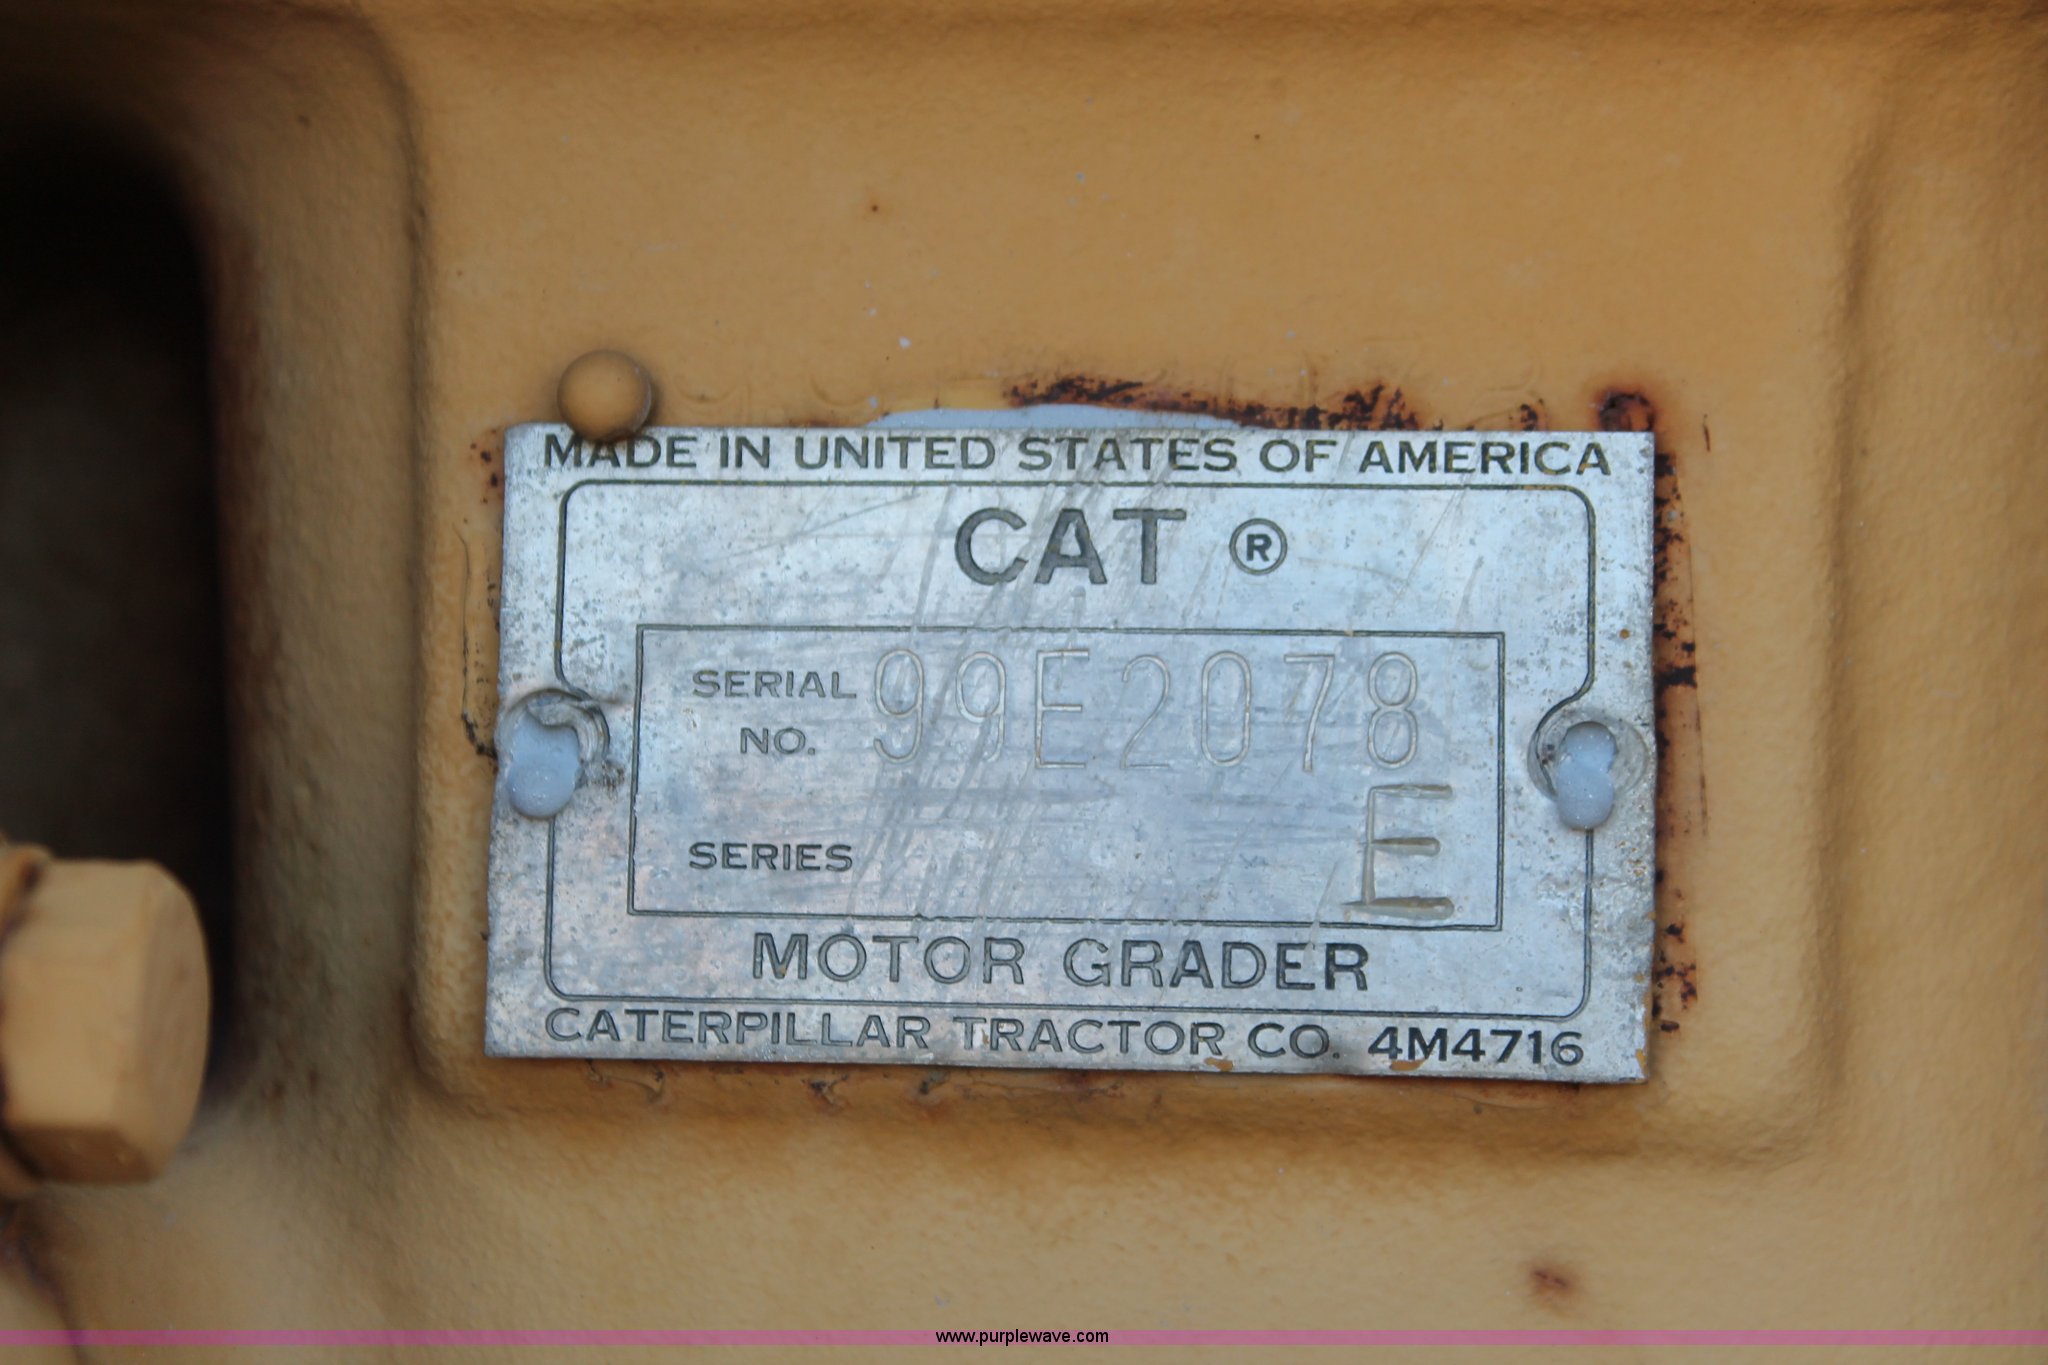 MADE IN UNITED STATES OF AMERICA
CAT ®
SERIAL NO. 99E2078
SERIES E
MOTOR GRADER
CATERPILLAR TRACTOR CO. 4M4716
www.purplewave.com